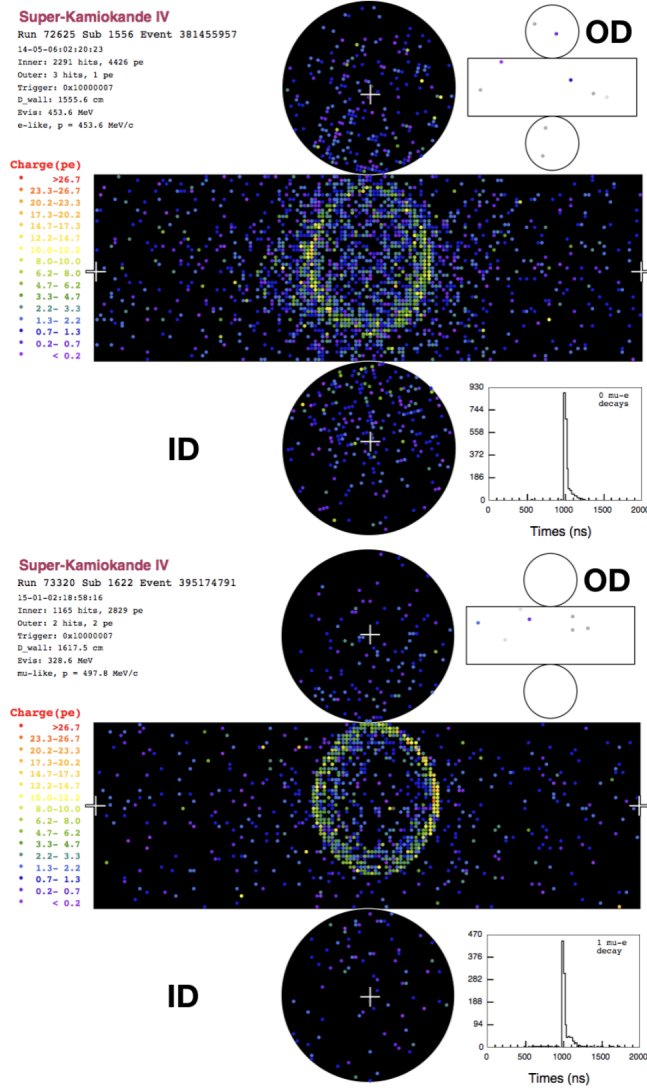 Super-Kamiokande IV
Run 72625 Sub 1556 Event 381455957
14-05-06:02:20:23
Inner: 2291 hits, 4426 pe
Outer: 3 hits, 1 pe
Trigger: 0x10000007
D_wall: 1555.6 cm
Evis: 453.6 MeV
e-like, p = 453.6 MeV/c
OD
Charge(pe)
>26.7
23.3-26.7
20.2-23.3
17.3-20.2
14.7-17.3
12.2-14.7
10.0-12.2
8.0-10.0
6.2- 8.0
4.7- 6.2
3.3- 4.7
2.2- 3.3
1.3- 2.2
0.7- 1.3
0.2- 0.7
< 0.2
ID
930
744
558
372
186
0
0 mu-e
decays
0 500 1000 1500 2000
Times (ns)
Super-Kamiokande IV
Run 73320 Sub 1622 Event 395174791
15-01-02:18:58:16
Inner: 1165 hits, 2829 pe
Outer: 2 hits, 2 pe
Trigger: 0x10000007
D_wall: 1617.5 cm
Evis: 328.6 MeV
mu-like, p = 497.8 MeV/c
OD
Charge(pe)
>26.7
23.3-26.7
20.2-23.3
17.3-20.2
14.7-17.3
12.2-14.7
10.0-12.2
8.0-10.0
6.2- 8.0
4.7- 6.2
3.3- 4.7
2.2- 3.3
1.3- 2.2
0.7- 1.3
0.2- 0.7
< 0.2
ID
470
376
282
188
94
0
1 mu-e
decay
0 500 1000 1500 2000
Times (ns)